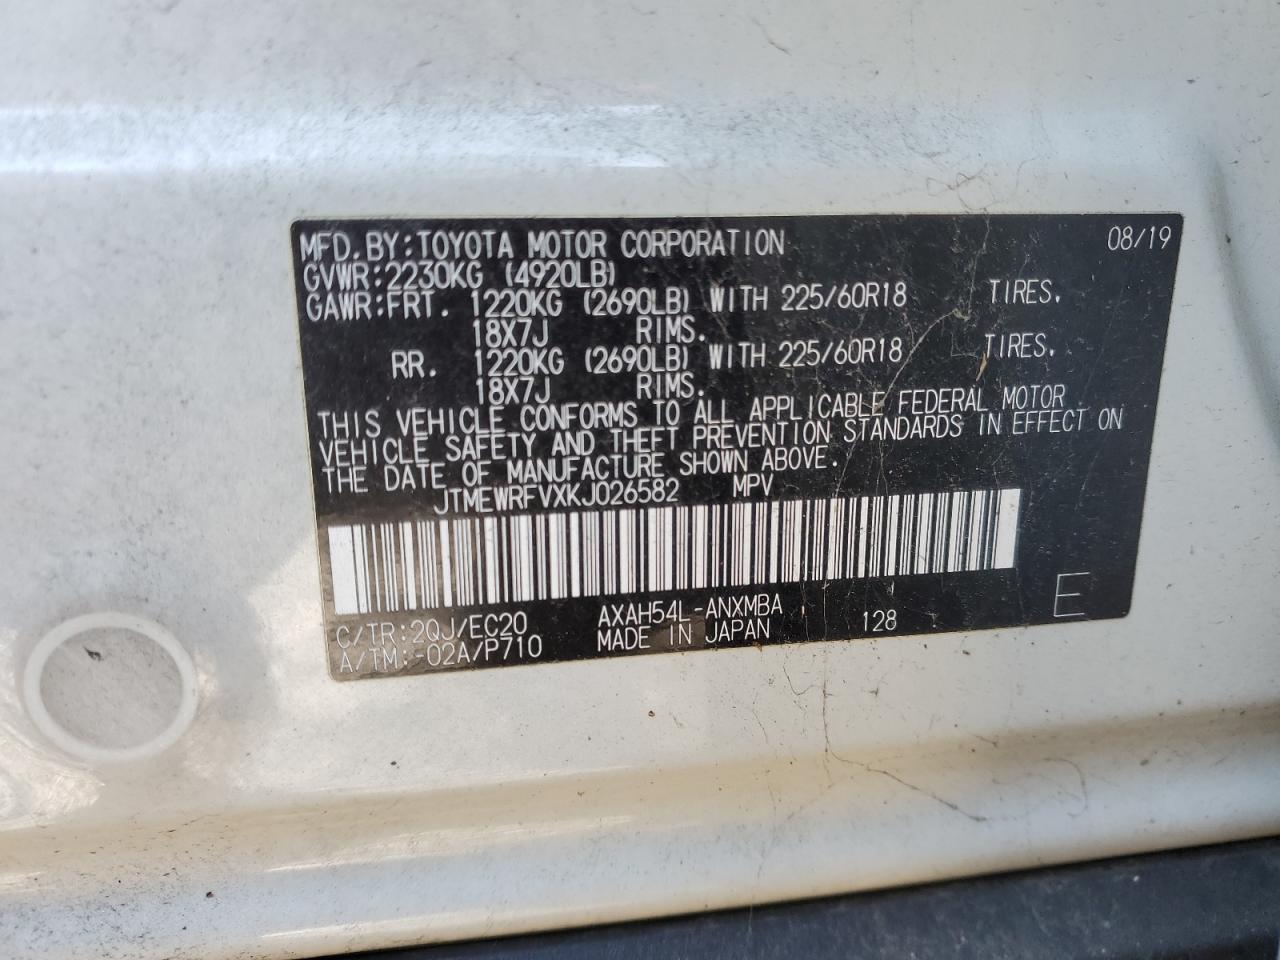 MFD.BY:TOYOTA MOTOR CORPORATION 08/19
GVWR:2230KG (4920LB)
GAWR:FRT. 1220KG (2690LB) WITH 225/60R18 TIRES.
18X7J RIMS.
RR. 1220KG (2690LB) WITH 225/60R18 TIRES.
18X7J RIMS.
THIS VEHICLE CONFORMS TO ALL APPLICABLE FEDERAL MOTOR
VEHICLE SAFETY AND THEFT PREVENTION STANDARDS IN EFFECT ON
THE DATE OF MANUFACTURE SHOWN ABOVE.
JTMEWRFVXKJ026582 MPV
C/TR:2QJ/EC20 AXAH54L-ANXMBA
A/TM:-02A/P710 MADE IN JAPAN 128 E